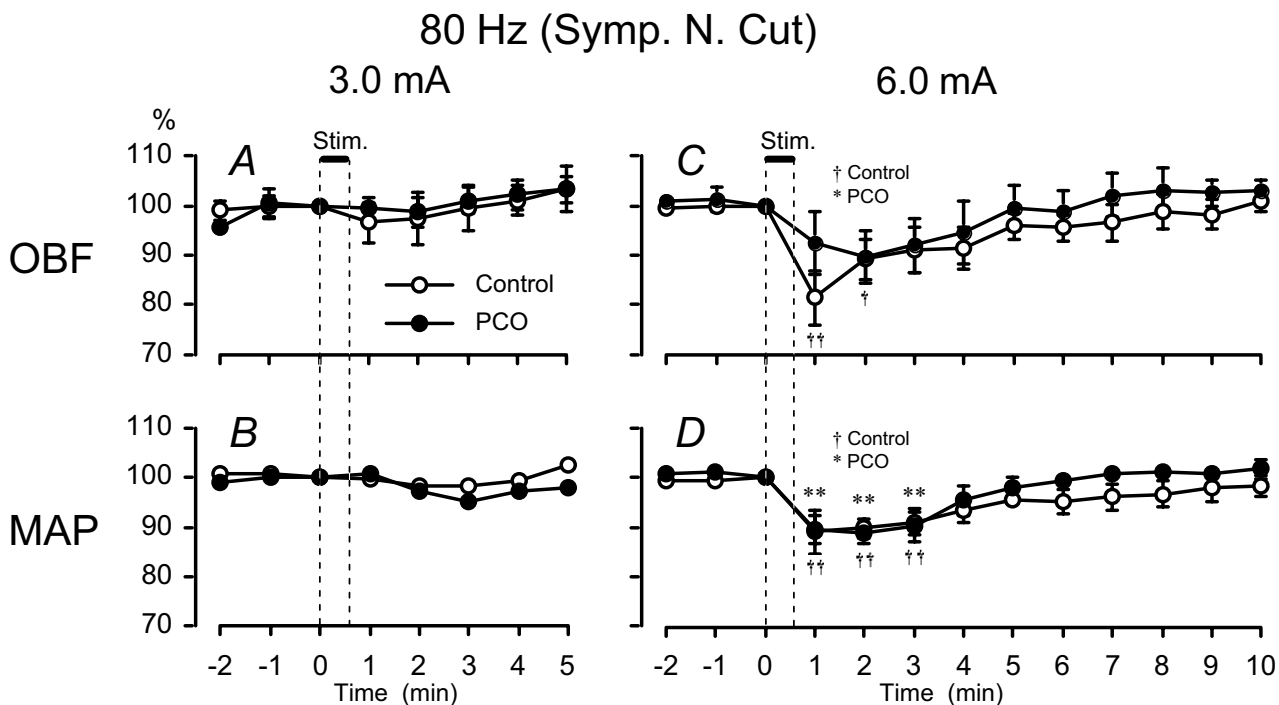 80 Hz (Symp. N. Cut)
3.0 mA
6.0 mA
%
OBF
A
Stim.
110
100
90
80
70
Control
PCO
C
Stim.
† Control
* PCO
†
††
MAP
B
110
100
90
80
70
-2 -1 0 1 2 3 4 5
Time (min)
D
† Control
* PCO
** ** **
†† †† ††
-2 -1 0 1 2 3 4 5 6 7 8 9 10
Time (min)